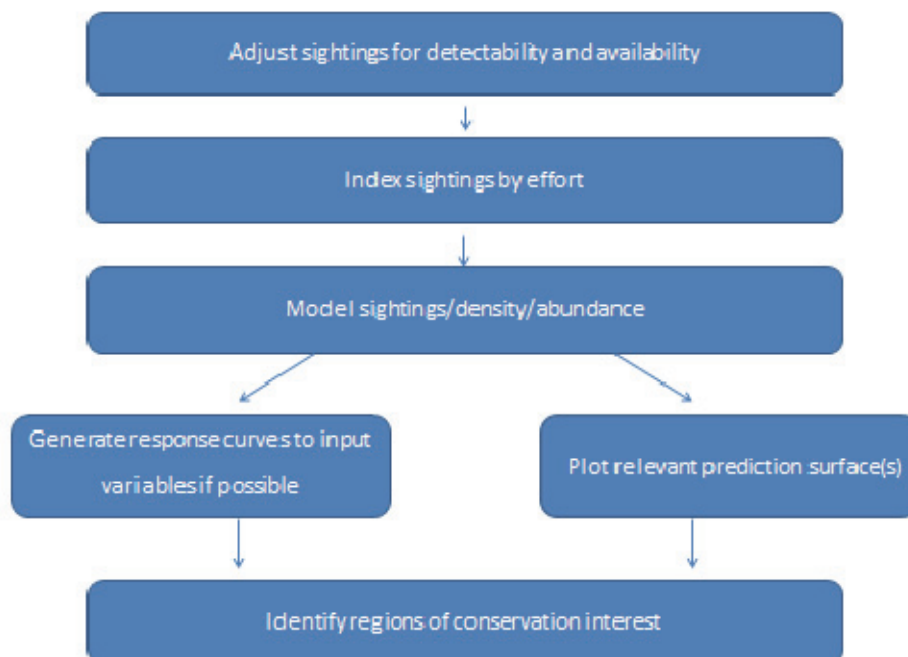 Adjust sightings for detectability and availability
Index sightings by effort
Model sightings/density/abundance
Generate response curves to input
variables if possible
Plot relevant prediction surface(s)
Identify regions of conservation interest